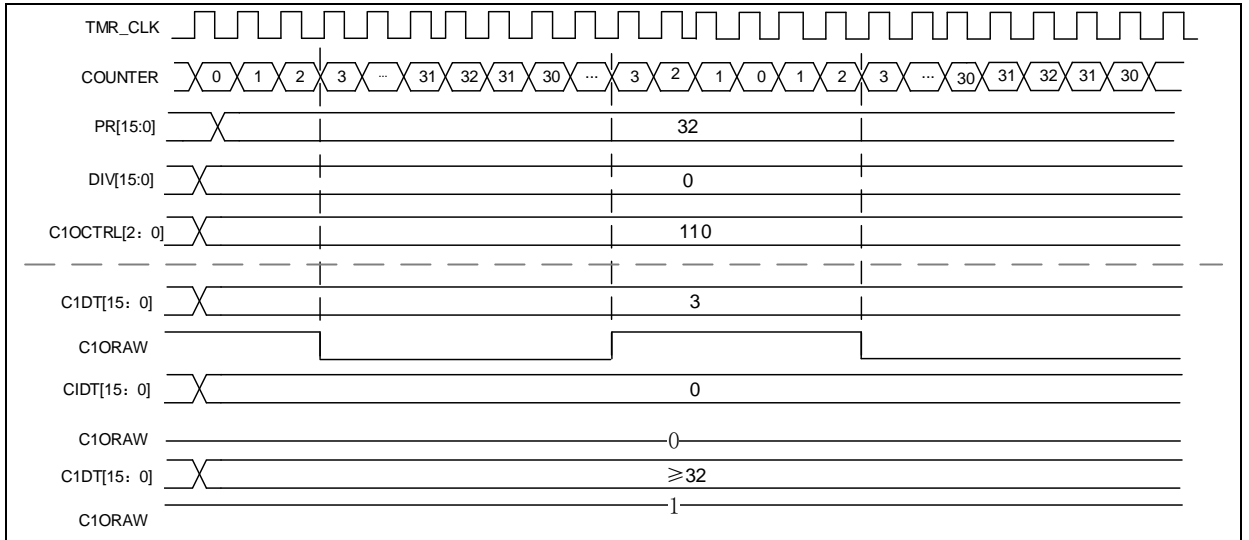 TMR_CLK
COUNTER 0 1 2 3 ... 31 32 31 30 ... 3 2 1 0 1 2 3 ... 30 31 32 31 30
PR[15:0] 32
DIV[15:0] 0
C1OCTRL[2：0] 110
C1DT[15：0] 3
C1ORAW
CIDT[15：0] 0
C1ORAW 0
C1DT[15：0] ≥32
C1ORAW 1